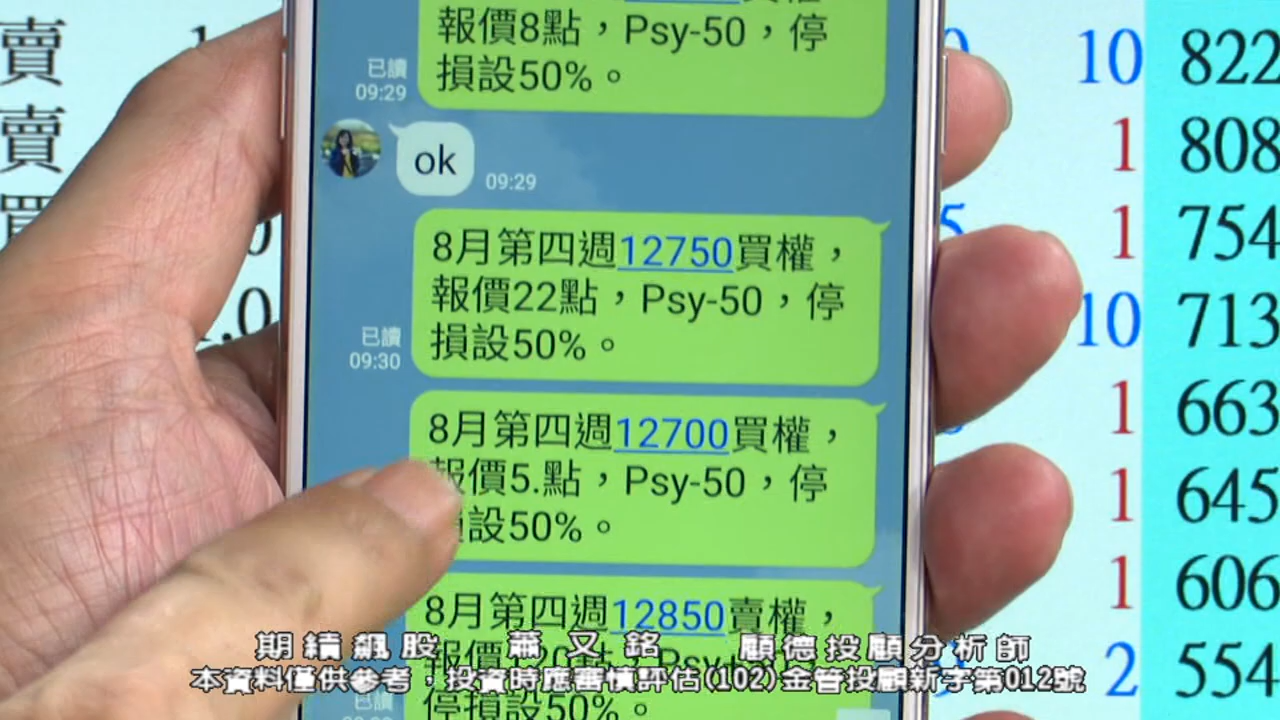 報價8點，Psy-50，停
損設50%。
已讀
09:29
ok
09:29
8月第四週12750買權，
報價22點，Psy-50，停
損設50%。
已讀
09:30
8月第四週12700買權，
報價5.點，Psy-50，停
損設50%。
8月第四週12850賣權，
停損設50%。
已讀
賣
賣
買
10 822
1 808
1 754
10 713
1 663
1 645
1 606
2 554
期續飆股 蕭又銘 顧德投顧分析師
本資料僅供參考，投資時應審慎評估(102)金管投顧新字第012號